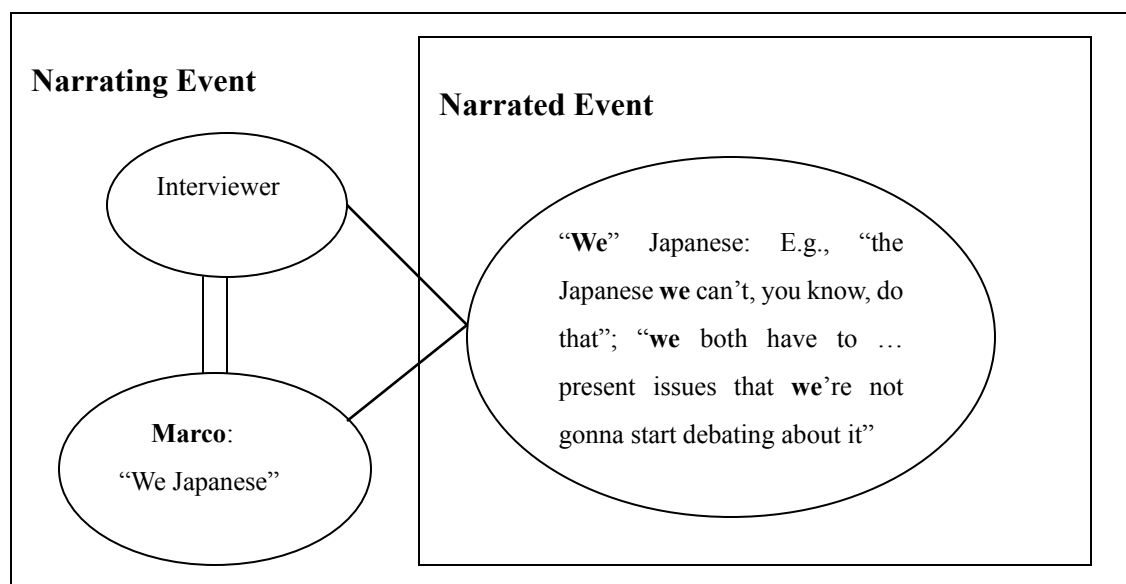 Narrating Event
Narrated Event
Interviewer
“We” Japanese: E.g., “the
Japanese we can’t, you know, do
that”; “we both have to …
present issues that we’re not
gonna start debating about it”
Marco:
“We Japanese”